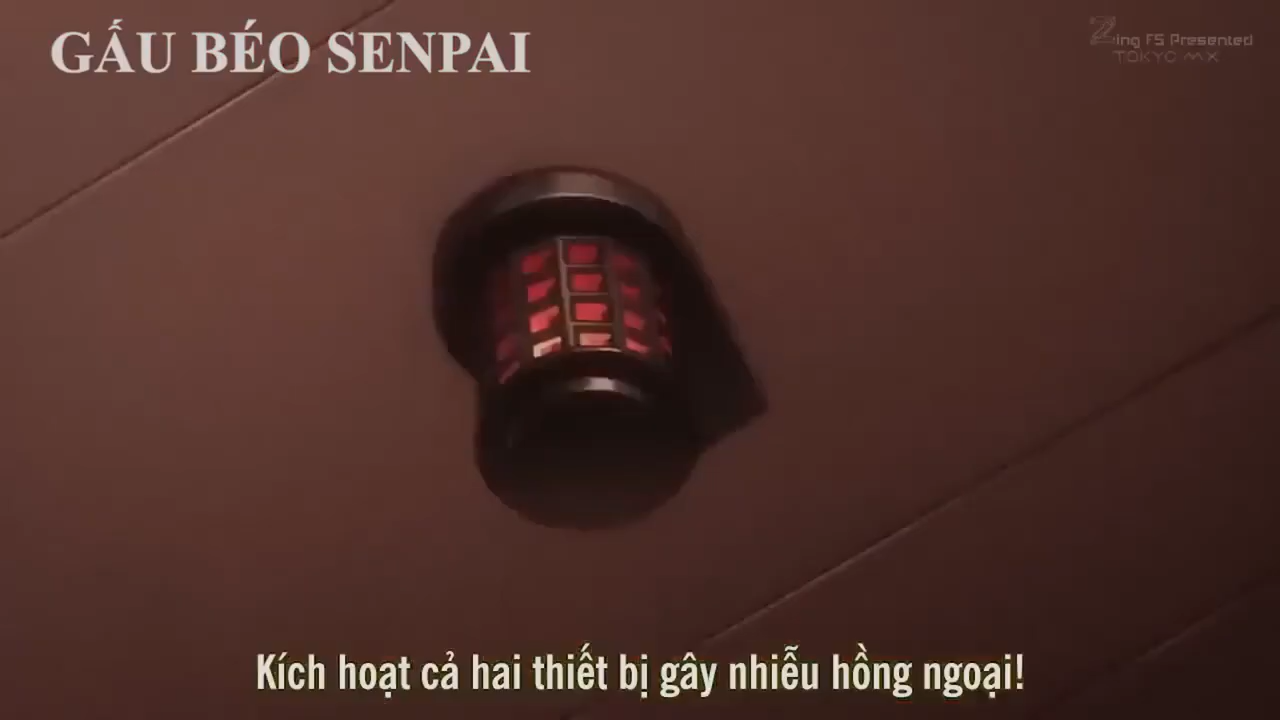 GẤU BÉO SENPAI
Zing FS Presented
TOKYO MX
Kích hoạt cả hai thiết bị gây nhiễu hồng ngoại!